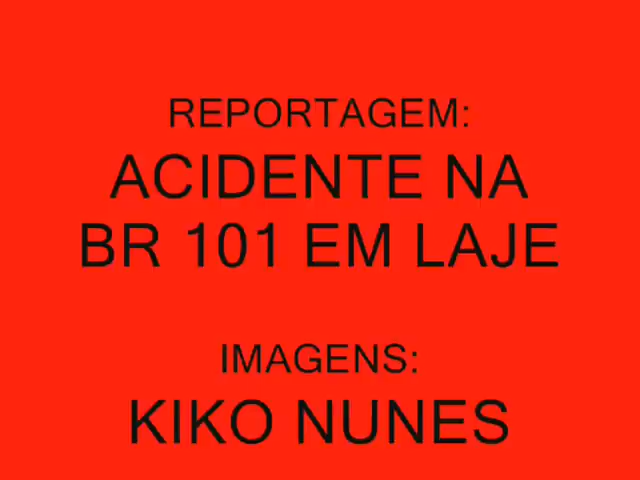 REPORTAGEM:
ACIDENTE NA
BR 101 EM LAJE
IMAGENS:
KIKO NUNES